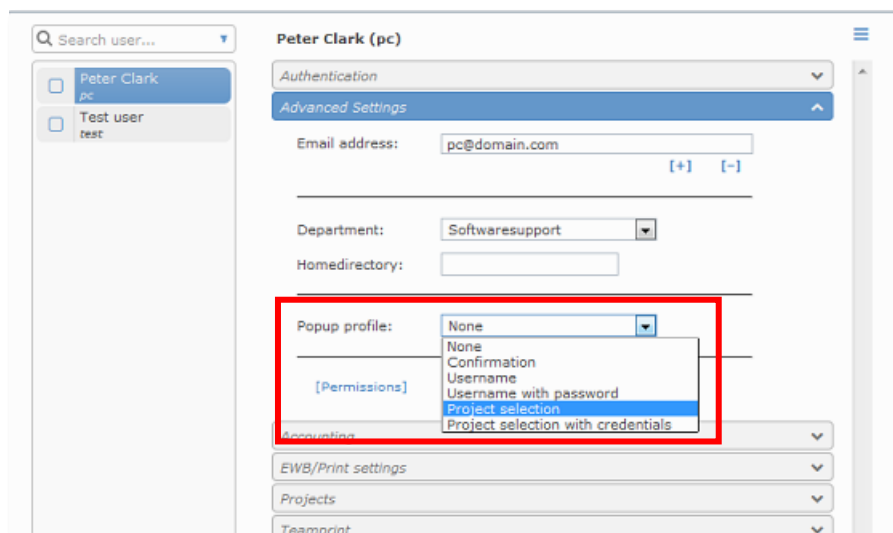 Search user...
Peter Clark
pc
Test user
test
Peter Clark (pc)
Authentication
Advanced Settings
Email address: pc@domain.com
[+] [-]
Department: Softwaresupport
Homedirectory:
Popup profile: None
None
Confirmation
Username
Username with password
Project selection
Project selection with credentials
[Permissions]
Accounting
EWB/Print settings
Projects
Teamprint